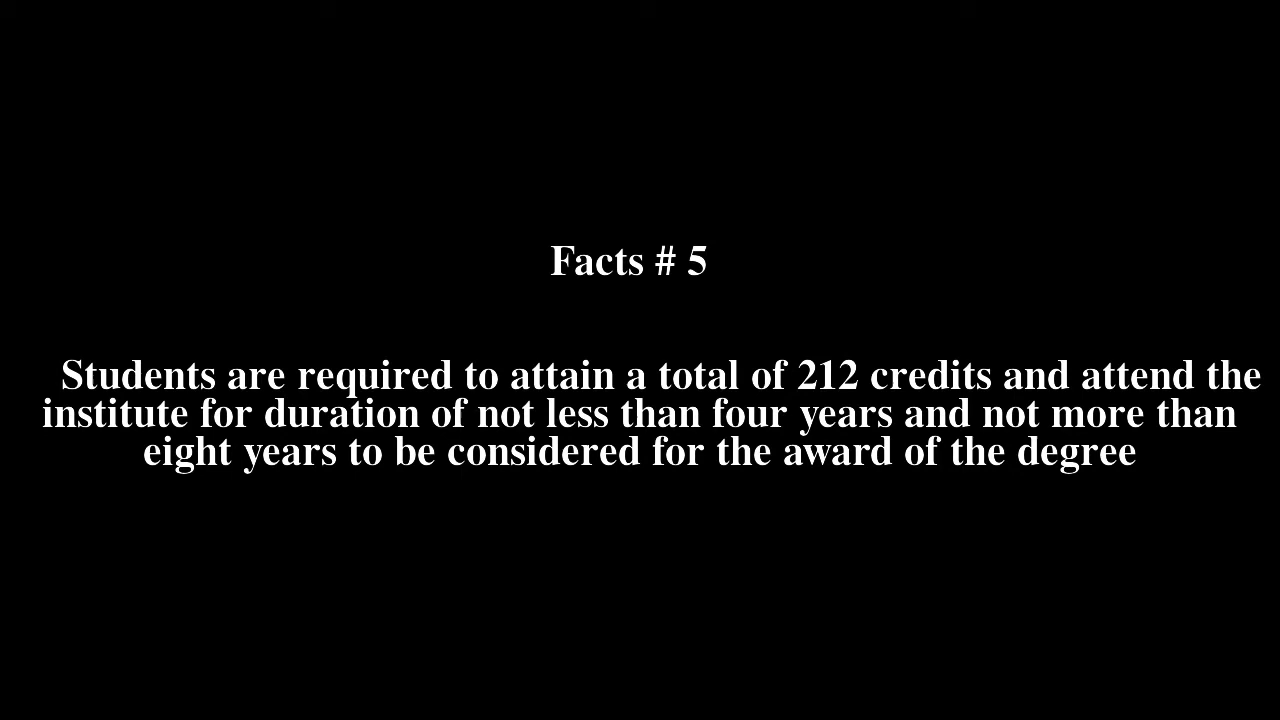 Facts # 5
Students are required to attain a total of 212 credits and attend the
institute for duration of not less than four years and not more than
eight years to be considered for the award of the degree